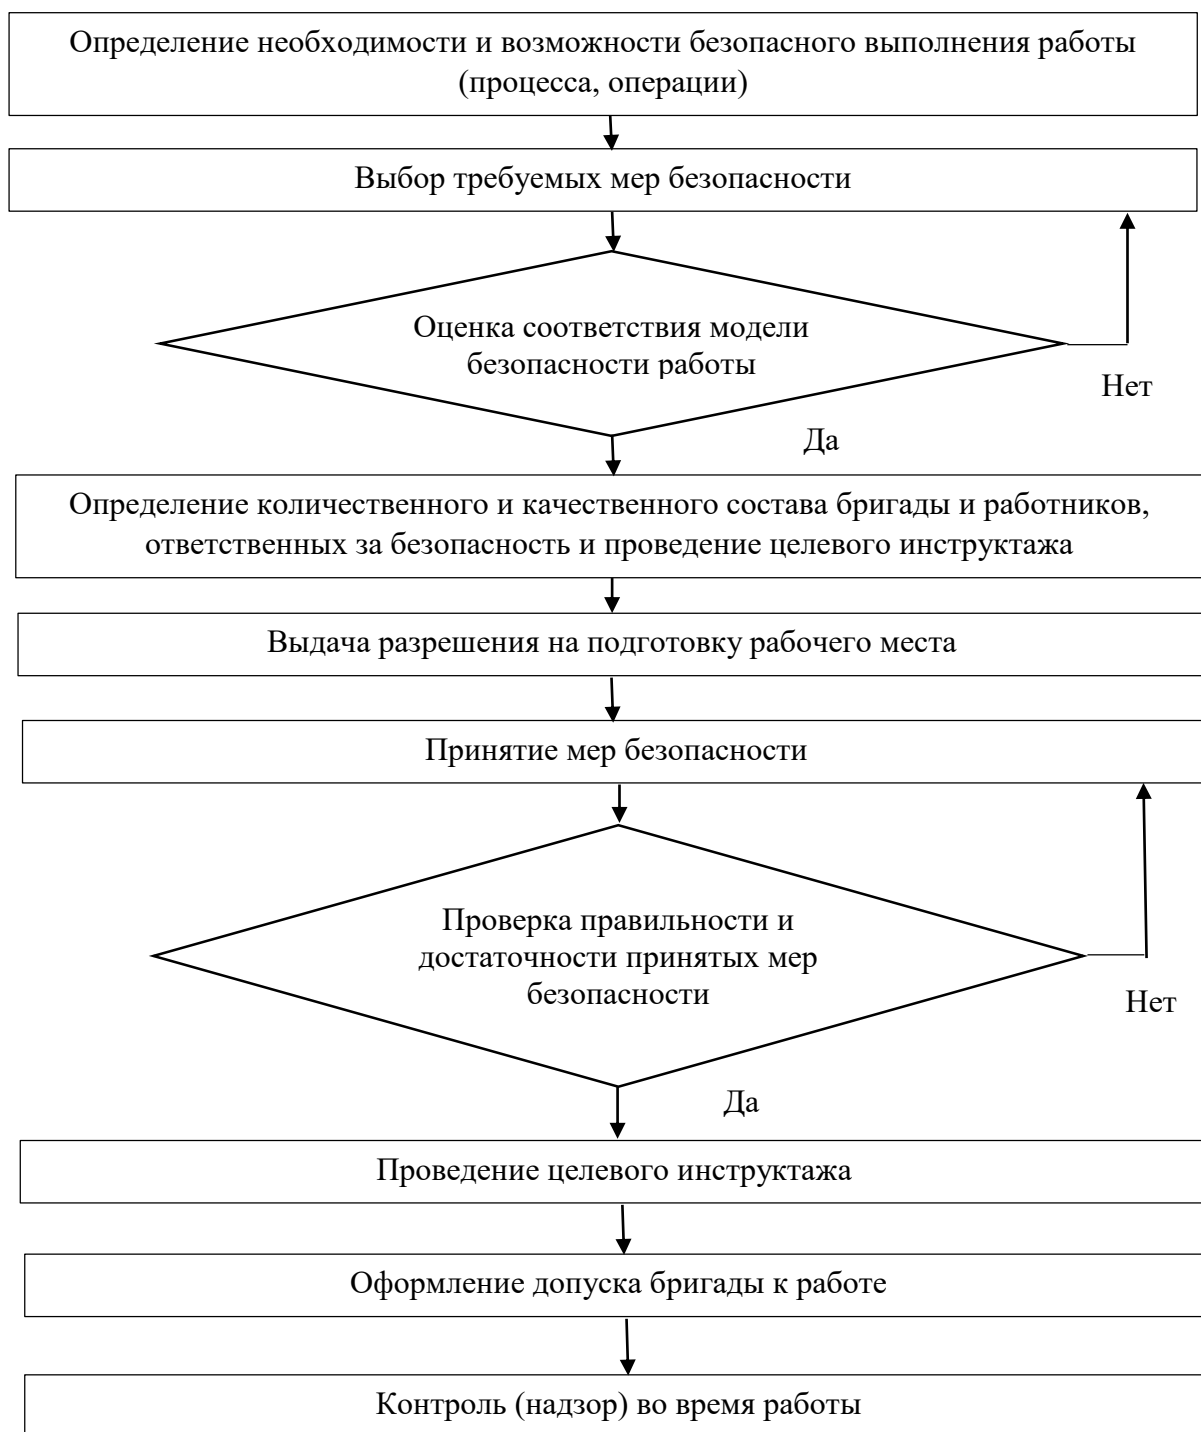 Определение необходимости и возможности безопасного выполнения работы
(процесса, операции)
Выбор требуемых мер безопасности
Оценка соответствия модели
безопасности работы
Нет
Да
Определение количественного и качественного состава бригады и работников,
ответственных за безопасность и проведение целевого инструктажа
Выдача разрешения на подготовку рабочего места
Принятие мер безопасности
Проверка правильности и
достаточности принятых мер
безопасности
Нет
Да
Проведение целевого инструктажа
Оформление допуска бригады к работе
Контроль (надзор) во время работы